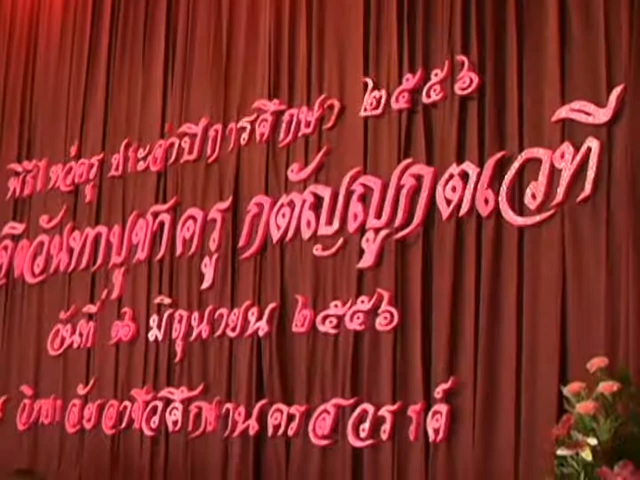 พิธีไหว้ครู ประจำปีการศึกษา ๒๕๕๖
วันทาบูชาครู กตัญญูกตเวที
วันที่ ๑๖ มิถุนายน ๒๕๕๖
วิทยาลัยอาชีวศึกษานครสวรรค์